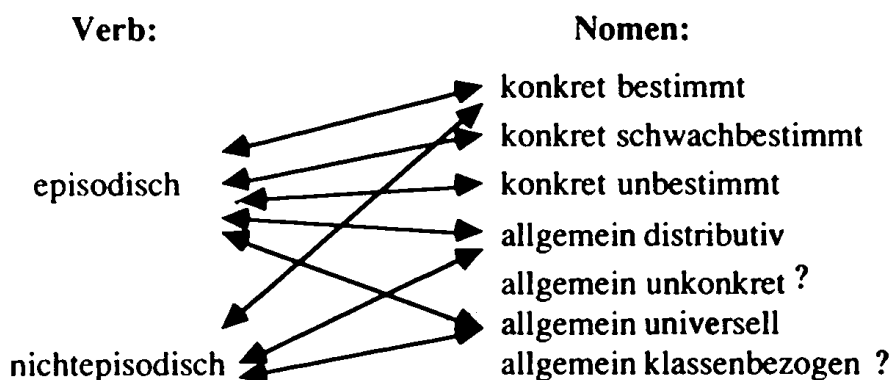 Verb: Nomen:
konkret bestimmt
konkret schwachbestimmt
episodisch konkret unbestimmt
allgemein distributiv
allgemein unkonkret ?
allgemein universell
nichtepisodisch allgemein klassenbezogen ?